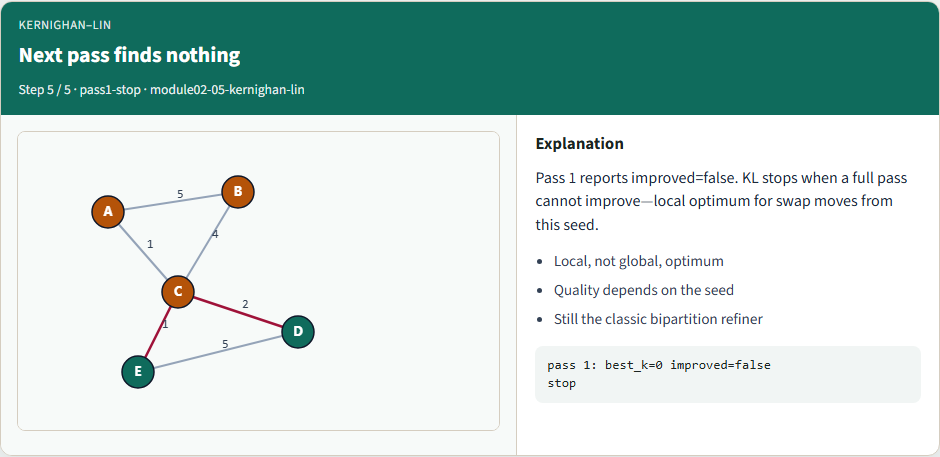 KERNIGHAN–LIN
Next pass finds nothing
Step 5 / 5 · pass1-stop · module02-05-kernighan-lin
A
B
C
D
E
5
1
4
2
1
5
Explanation
Pass 1 reports improved=false. KL stops when a full pass
cannot improve—local optimum for swap moves from
this seed.
• Local, not global, optimum
• Quality depends on the seed
• Still the classic bipartition refiner
pass 1: best_k=0 improved=false
stop